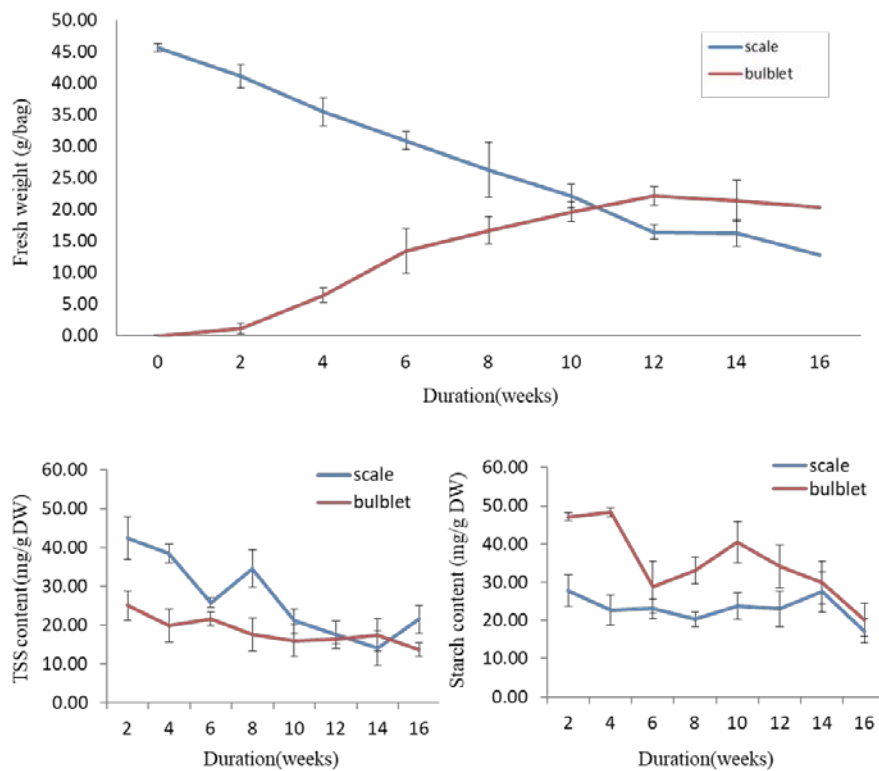 50.00
45.00
40.00
35.00
30.00
25.00
20.00
15.00
10.00
5.00
0.00
Fresh weight (g/bag)
scale
bulblet
0 2 4 6 8 10 12 14 16
Duration(weeks)
60.00
50.00
40.00
30.00
20.00
10.00
0.00
TSS content(mg/g DW)
scale
bulblet
2 4 6 8 10 12 14 16
Duration(weeks)
60.00
50.00
40.00
30.00
20.00
10.00
0.00
Starch content (mg/g DW)
scale
bulblet
2 4 6 8 10 12 14 16
Duration(weeks)